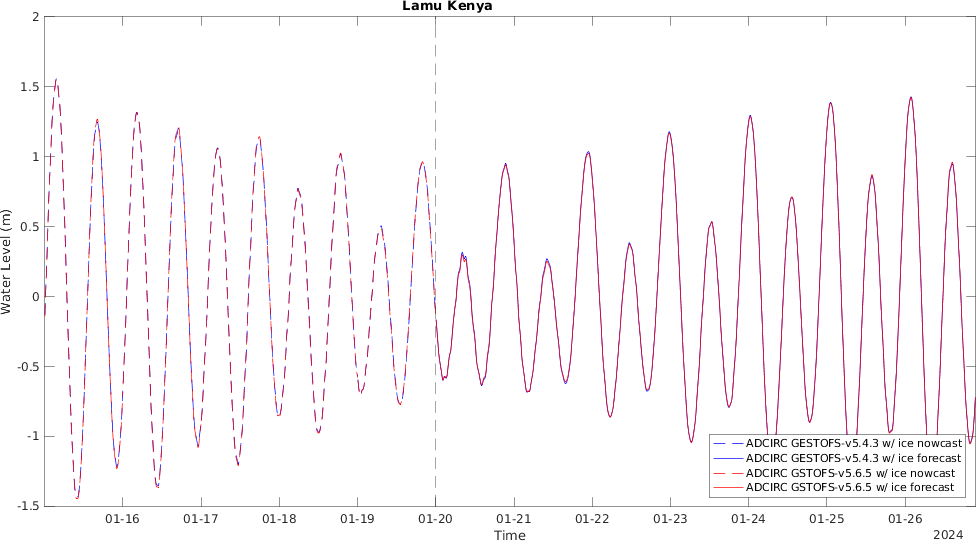 Lamu Kenya
2
1.5
1
0.5
0
-0.5
-1
-1.5
Water Level (m)
01-16 01-17 01-18 01-19 01-20 01-21 01-22 01-23 01-24 01-25 01-26
Time
2024
ADCIRC GESTOFS-v5.4.3 w/ ice nowcast
ADCIRC GESTOFS-v5.4.3 w/ ice forecast
ADCIRC GSTOFS-v5.6.5 w/ ice nowcast
ADCIRC GSTOFS-v5.6.5 w/ ice forecast